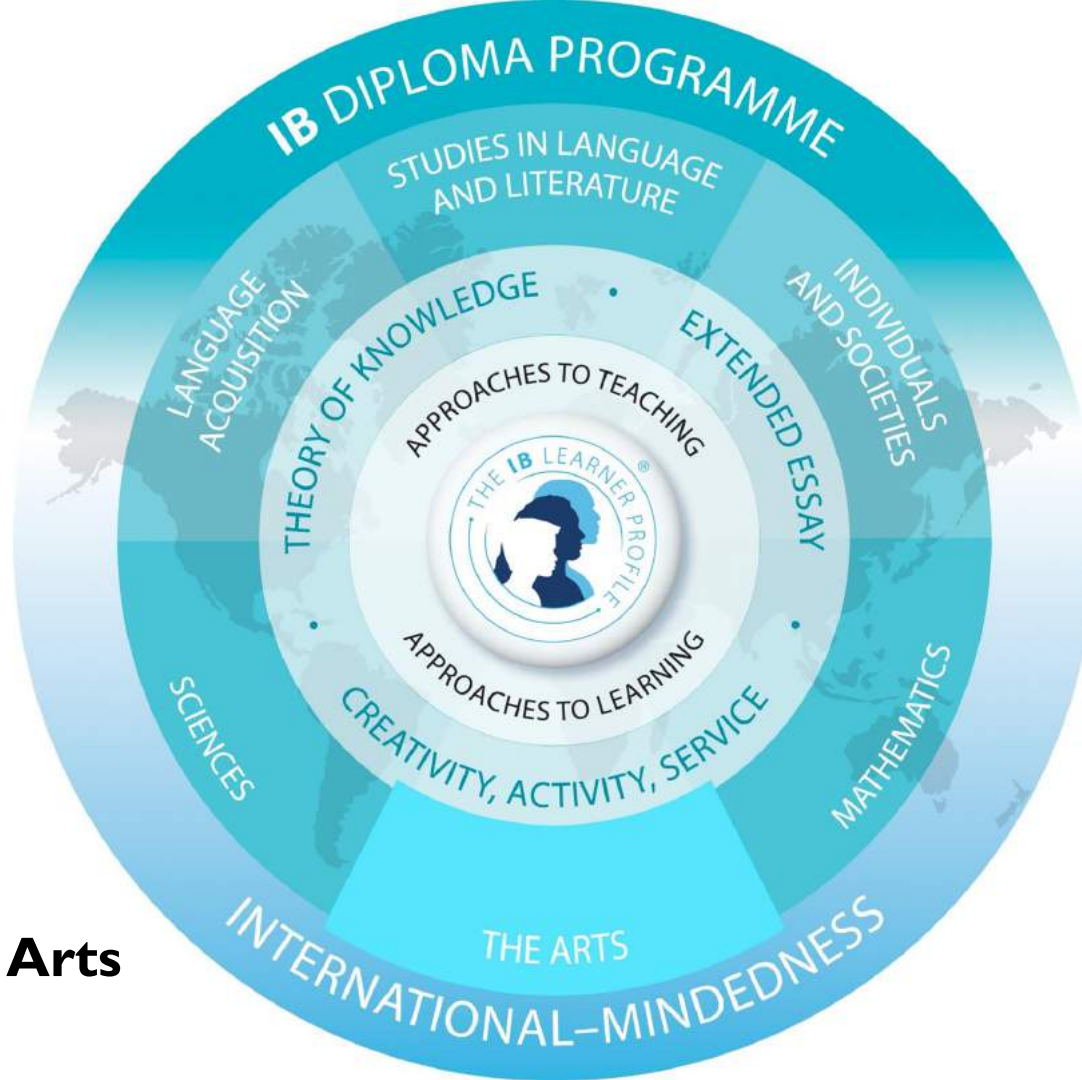 IB DIPLOMA PROGRAMME
STUDIES IN LANGUAGE
AND LITERATURE
LANGUAGE
ACQUISITION
INDIVIDUALS
AND SOCIETIES
THEORY OF KNOWLEDGE
•
EXTENDED ESSAY
APPROACHES TO TEACHING
THE IB LEARNER PROFILE®
APPROACHES TO LEARNING
•
CREATIVITY, ACTIVITY, SERVICE
•
SCIENCES
MATHEMATICS
THE ARTS
Arts
INTERNATIONAL–MINDEDNESS